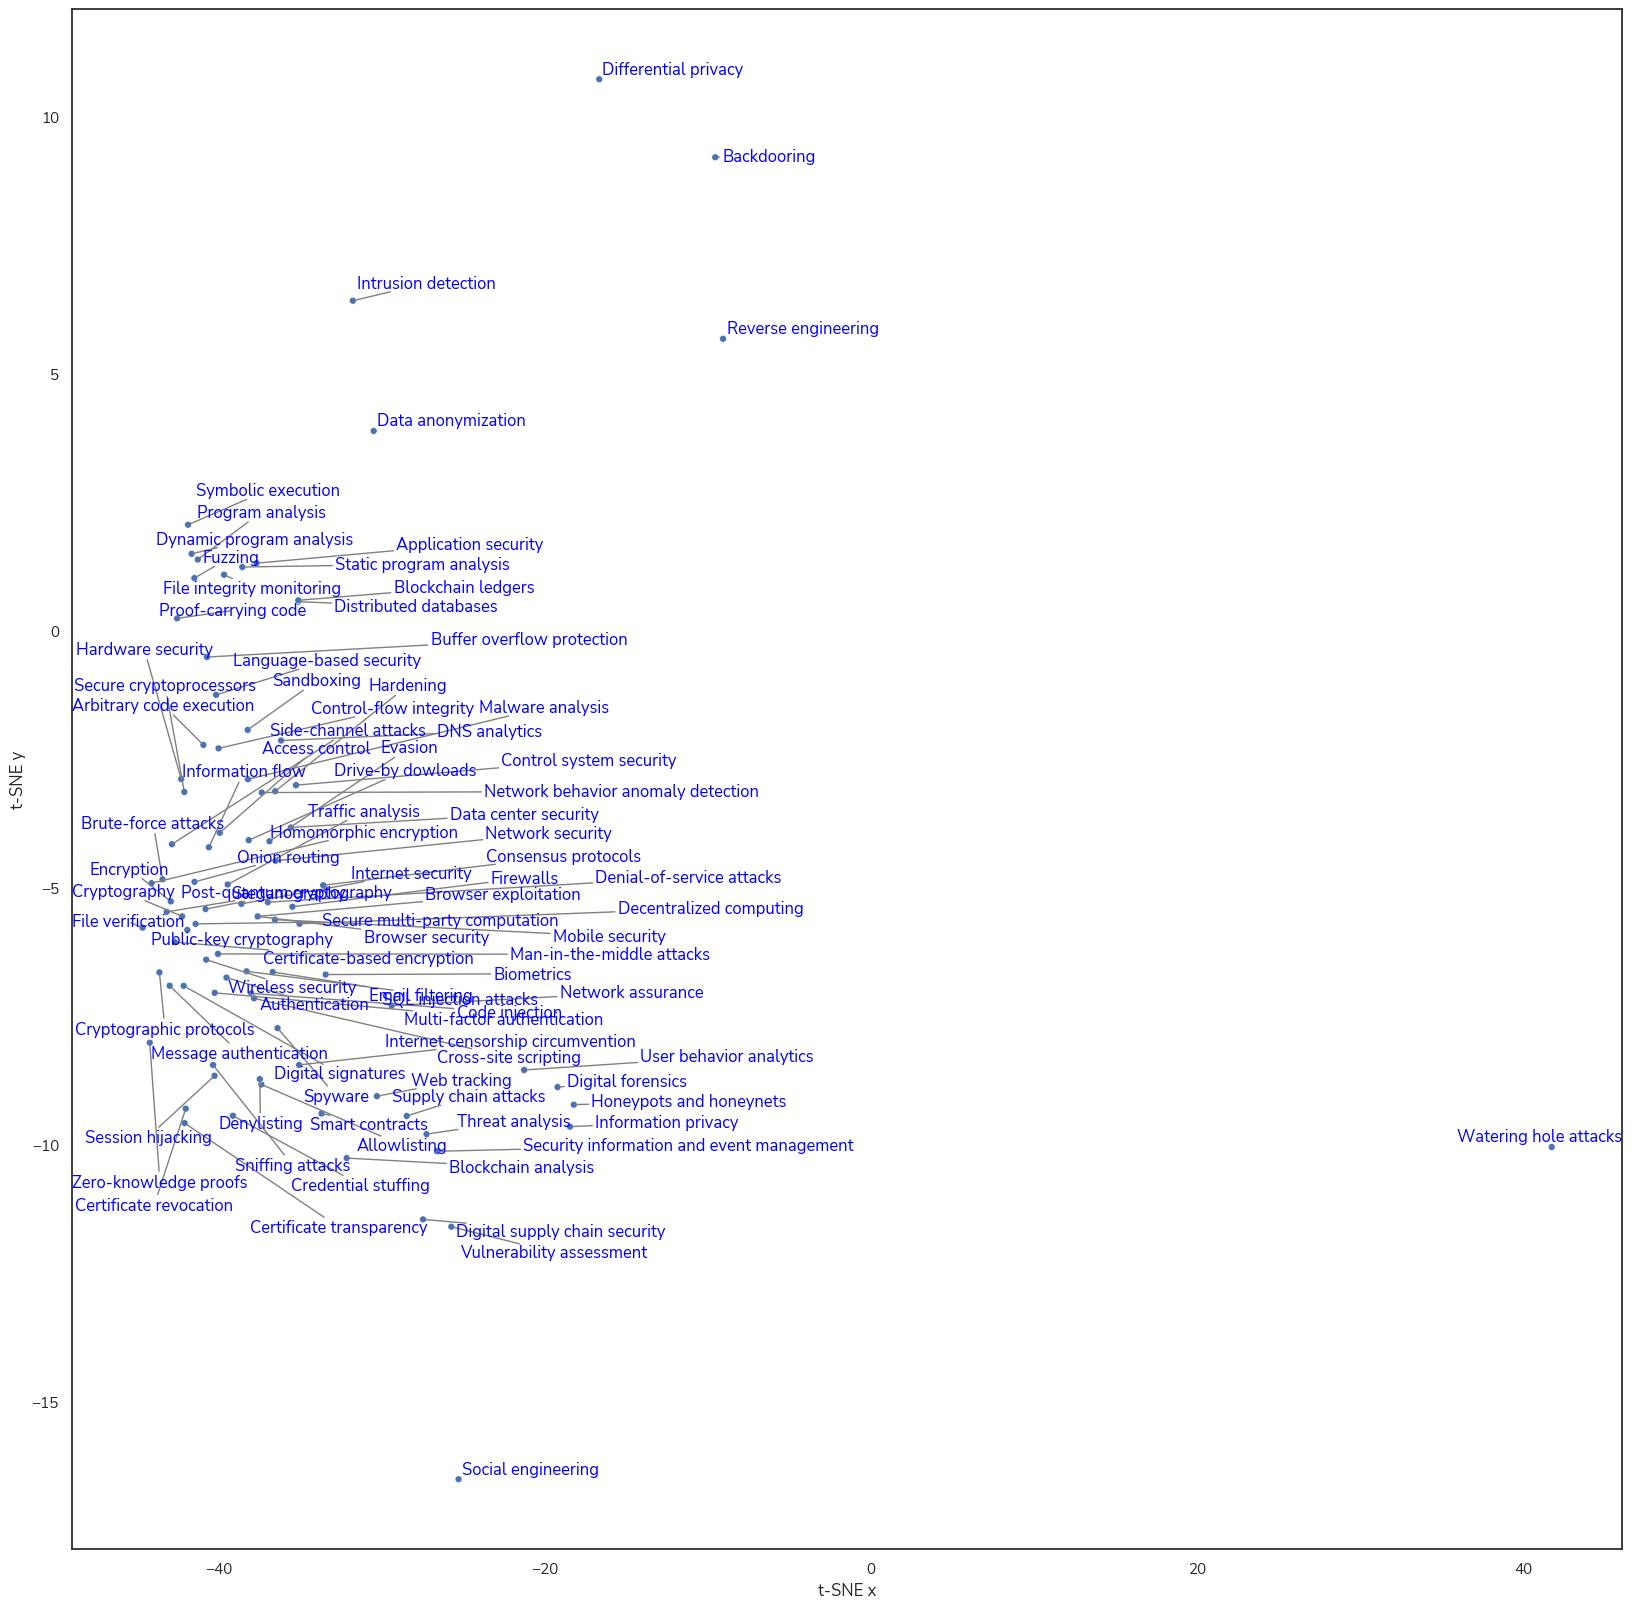 Differential privacy
10
Backdooring
Intrusion detection
Reverse engineering
5
Data anonymization
Symbolic execution
Program analysis
Dynamic program analysis
Application security
Fuzzing
Static program analysis
File integrity monitoring
Blockchain ledgers
Proof-carrying code
Distributed databases
0
Buffer overflow protection
Hardware security
Language-based security
Sandboxing
Secure cryptoprocessors
Hardening
Arbitrary code execution
Control-flow integrity
Malware analysis
Side-channel attacks
DNS analytics
Access control
Evasion
Control system security
Information flow
Drive-by dowloads
Network behavior anomaly detection
Traffic analysis
Data center security
Brute-force attacks
Homomorphic encryption
Network security
Onion routing
Consensus protocols
Encryption
Internet security
Firewalls
Denial-of-service attacks
−5
Cryptography
Post-quantum cryptography
Steganography
Browser exploitation
Decentralized computing
File verification
Secure multi-party computation
Public-key cryptography
Browser security
Mobile security
Man-in-the-middle attacks
Certificate-based encryption
Biometrics
Wireless security
Email filtering
SQL injection attacks
Network assurance
Authentication
Code injection
Multi-factor authentication
Cryptographic protocols
Internet censorship circumvention
Message authentication
Cross-site scripting
User behavior analytics
Digital signatures
Web tracking
Digital forensics
Spyware
Supply chain attacks
Honeypots and honeynets
Denylisting
Smart contracts
Threat analysis
Information privacy
Session hijacking
Allowlisting
Security information and event management
Watering hole attacks
−10
Sniffing attacks
Blockchain analysis
Zero-knowledge proofs
Credential stuffing
Certificate revocation
Certificate transparency
Digital supply chain security
Vulnerability assessment
−15
Social engineering
t-SNE y
−40
−20
0
20
40
t-SNE x